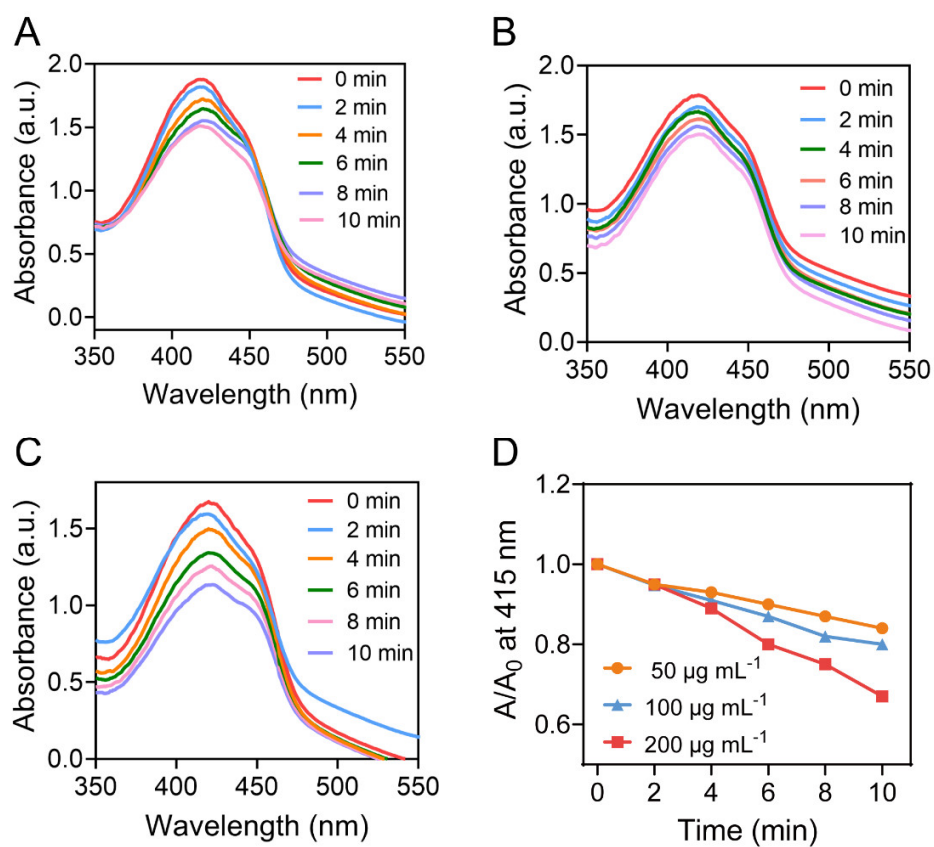 A
Absorbance (a.u.)
2.0
1.5
1.0
0.5
0.0
0 min
2 min
4 min
6 min
8 min
10 min
350 400 450 500 550
Wavelength (nm)
B
Absorbance (a.u.)
2.0
1.5
1.0
0.5
0.0
0 min
2 min
4 min
6 min
8 min
10 min
350 400 450 500 550
Wavelength (nm)
C
Absorbance (a.u.)
1.5
1.0
0.5
0.0
0 min
2 min
4 min
6 min
8 min
10 min
350 400 450 500 550
Wavelength (nm)
D
A/A₀ at 415 nm
1.2
1.0
0.8
0.6
50 µg mL⁻¹
100 µg mL⁻¹
200 µg mL⁻¹
0 2 4 6 8 10
Time (min)